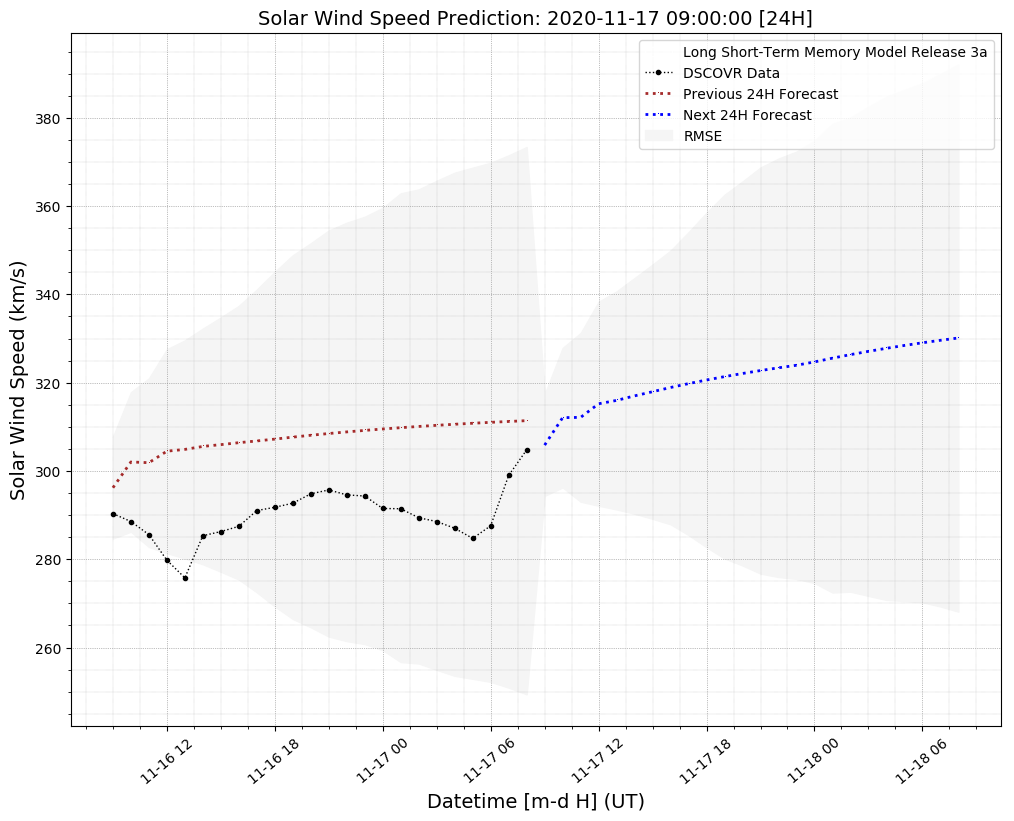 Solar Wind Speed Prediction: 2020-11-17 09:00:00 [24H]
Long Short-Term Memory Model Release 3a
DSCOVR Data
Previous 24H Forecast
Next 24H Forecast
RMSE
Solar Wind Speed (km/s)
380
360
340
320
300
280
260
11-16 12
11-16 18
11-17 00
11-17 06
11-17 12
11-17 18
11-18 00
11-18 06
Datetime [m-d H] (UT)